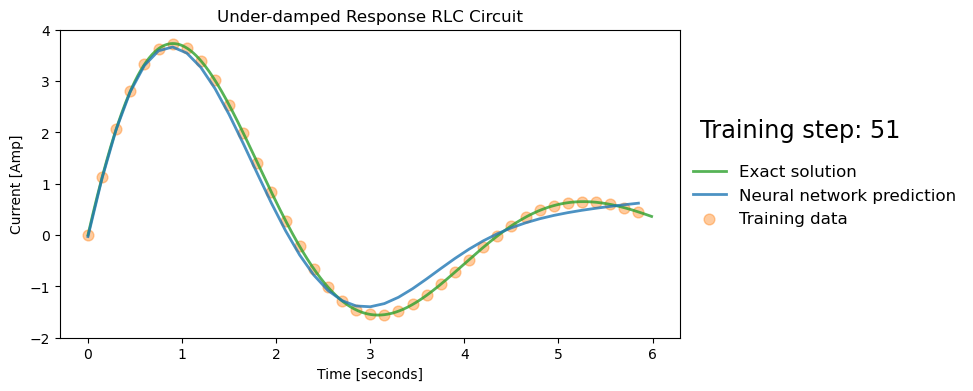 Under-damped Response RLC Circuit
4
3
2
1
0
−1
−2
Current [Amp]
0 1 2 3 4 5 6
Time [seconds]
Training step: 51
Exact solution
Neural network prediction
Training data